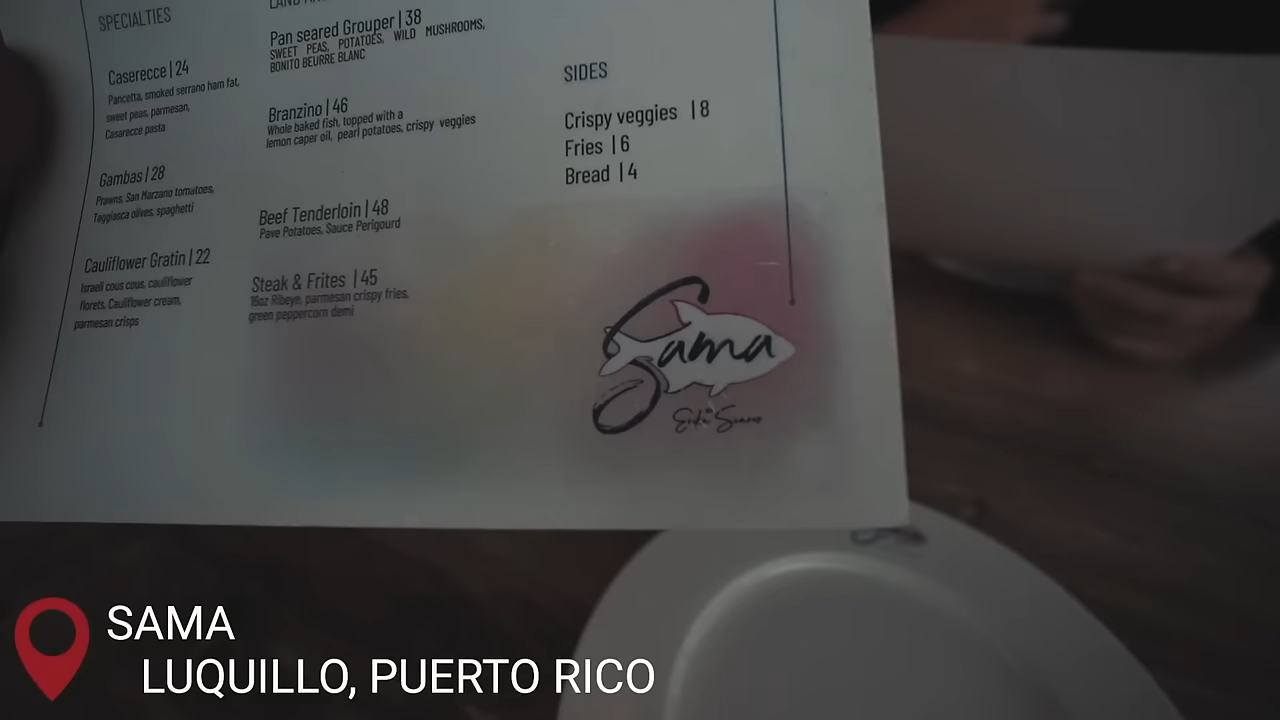 SPECIALTIES
Caserecce | 24
Pancetta, smoked serrano ham fat,
sweet peas, parmesan,
Casarecce pasta
Gambas | 28
Prawns, San Marzano tomatoes,
Taggiasca olives, spaghetti
Cauliflower Gratin | 22
Israeli cous cous, cauliflower
florets, Cauliflower cream,
parmesan crisps
Pan seared Grouper | 38
SWEET PEAS, POTATOES, WILD MUSHROOMS,
BONITO BEURRE BLANC
Branzino | 46
Whole baked fish, topped with a
lemon caper oil, pearl potatoes, crispy veggies
Beef Tenderloin | 48
Pave Potatoes, Sauce Perigourd
Steak & Frites | 45
16oz Ribeye, parmesan crispy fries,
green peppercorn demi
SIDES
Crispy veggies | 8
Fries | 6
Bread | 4
Sama
SAMA
LUQUILLO, PUERTO RICO